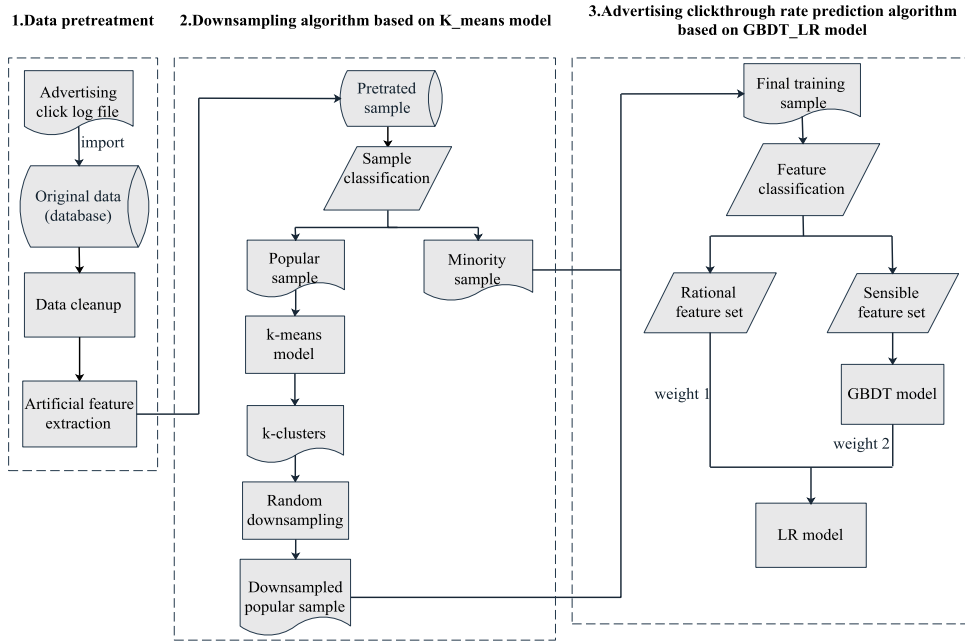 1.Data pretreatment
Advertising
click log file
import
Original data
(database)
Data cleanup
Artificial feature
extraction
2.Downsampling algorithm based on K_means model
Pretrated
sample
Sample
classification
Popular
sample
Minority
sample
k-means
model
k-clusters
Random
downsampling
Downsampled
popular sample
3.Advertising clickthrough rate prediction algorithm
based on GBDT_LR model
Final training
sample
Feature
classification
Rational
feature set
Sensible
feature set
weight 1
GBDT model
weight 2
LR model